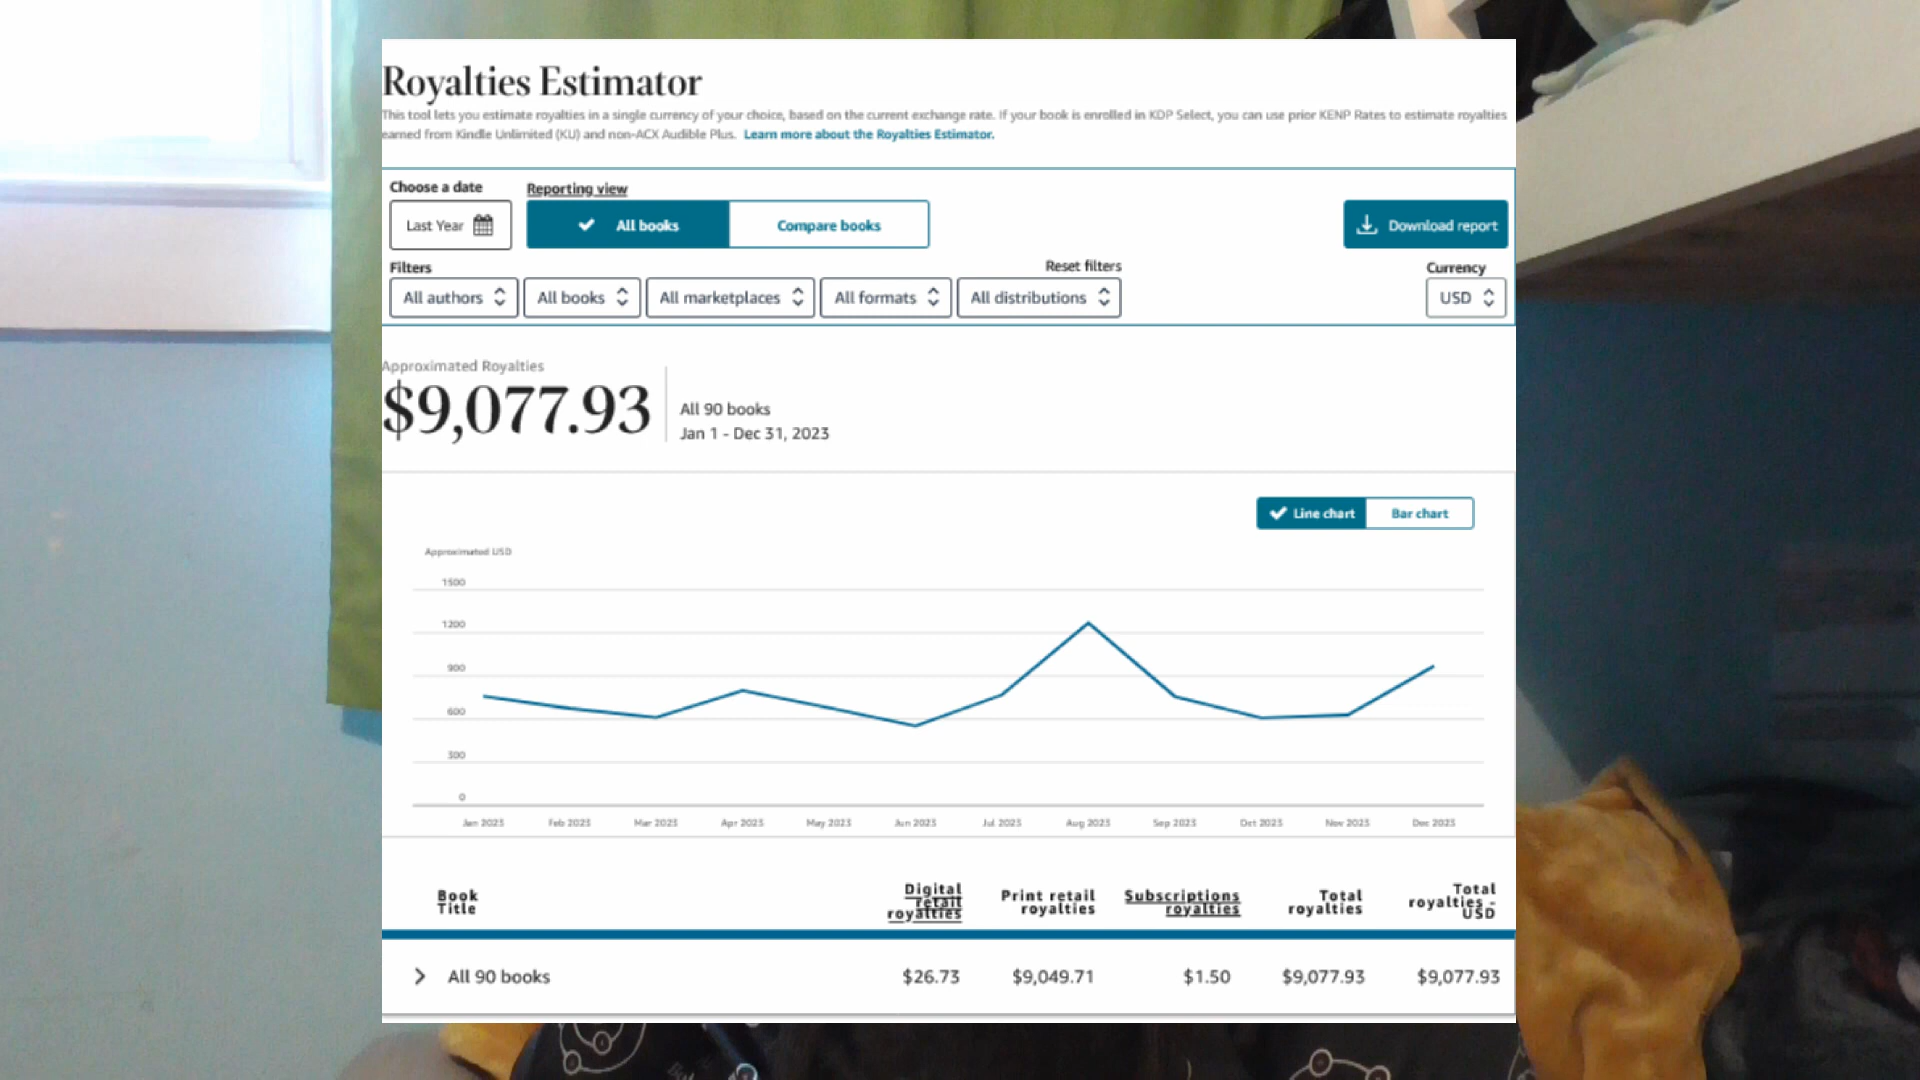 Royalties Estimator
This tool lets you estimate royalties in a single currency of your choice, based on the current exchange rate. If your book is enrolled in KDP Select, you can use prior KENP Rates to estimate royalties
earned from Kindle Unlimited (KU) and non-ACX Audible Plus. Learn more about the Royalties Estimator.
Choose a date
Reporting view
Last Year
All books
Compare books
Download report
Filters
Reset filters
Currency
All authors
All books
All marketplaces
All formats
All distributions
USD
Approximated Royalties
$9,077.93
All 90 books
Jan 1 - Dec 31, 2023
Line chart
Bar chart
Approximated USD
1500
1200
900
600
300
0
Jan 2023 Feb 2023 Mar 2023 Apr 2023 May 2023 Jun 2023 Jul 2023 Aug 2023 Sep 2023 Oct 2023 Nov 2023 Dec 2023
Book
Title
Digital
retail
royalties
Print retail
royalties
Subscriptions
royalties
Total
royalties
Total
royalties -
USD
All 90 books $26.73 $9,049.71 $1.50 $9,077.93 $9,077.93